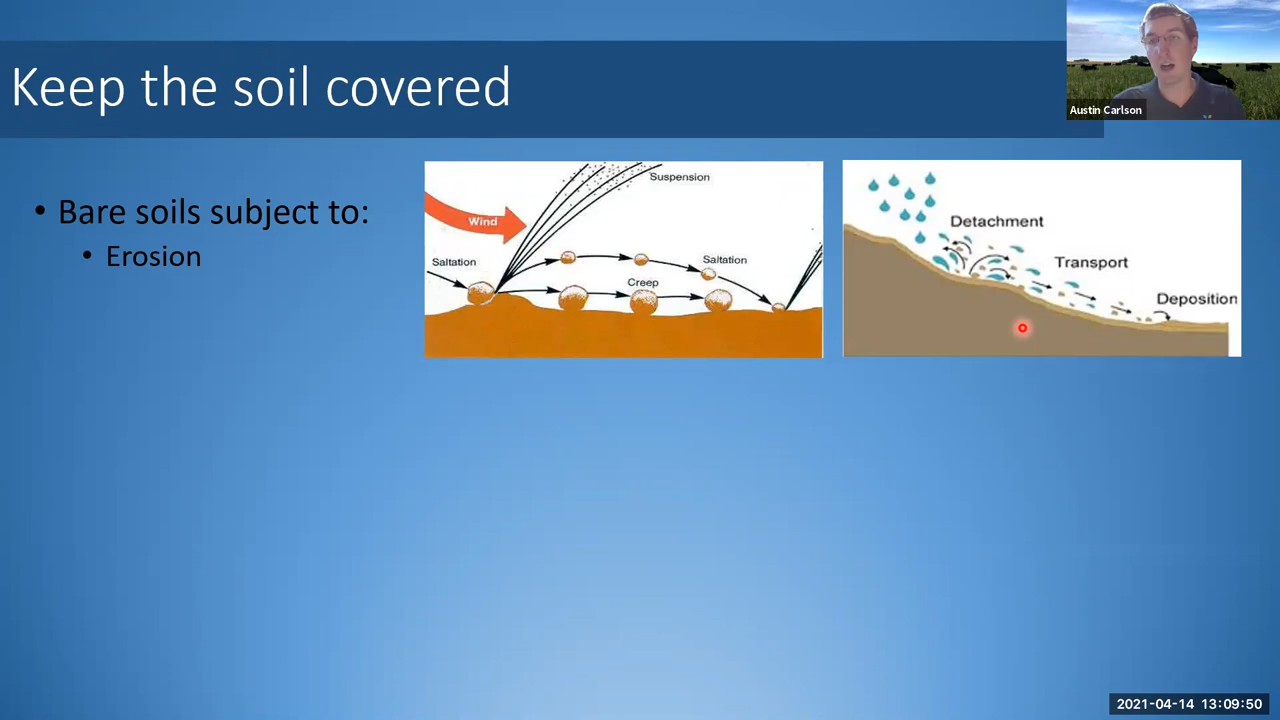 Keep the soil covered
Austin Carlson
• Bare soils subject to:
• Erosion
Suspension
Wind
Saltation
Saltation
Creep
Detachment
Transport
Deposition
2021-04-14 13:09:50